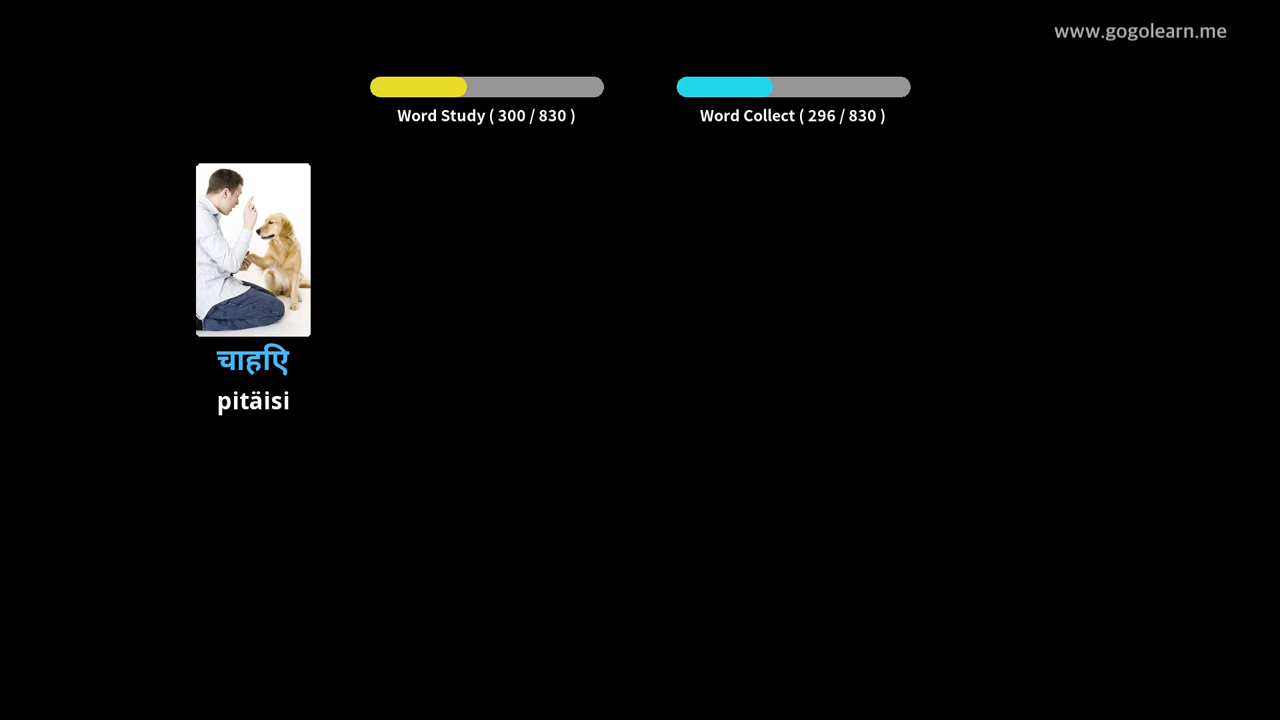 www.gogolearn.me
Word Study ( 300 / 830 )
Word Collect ( 296 / 830 )
चाहिए
pitäisi